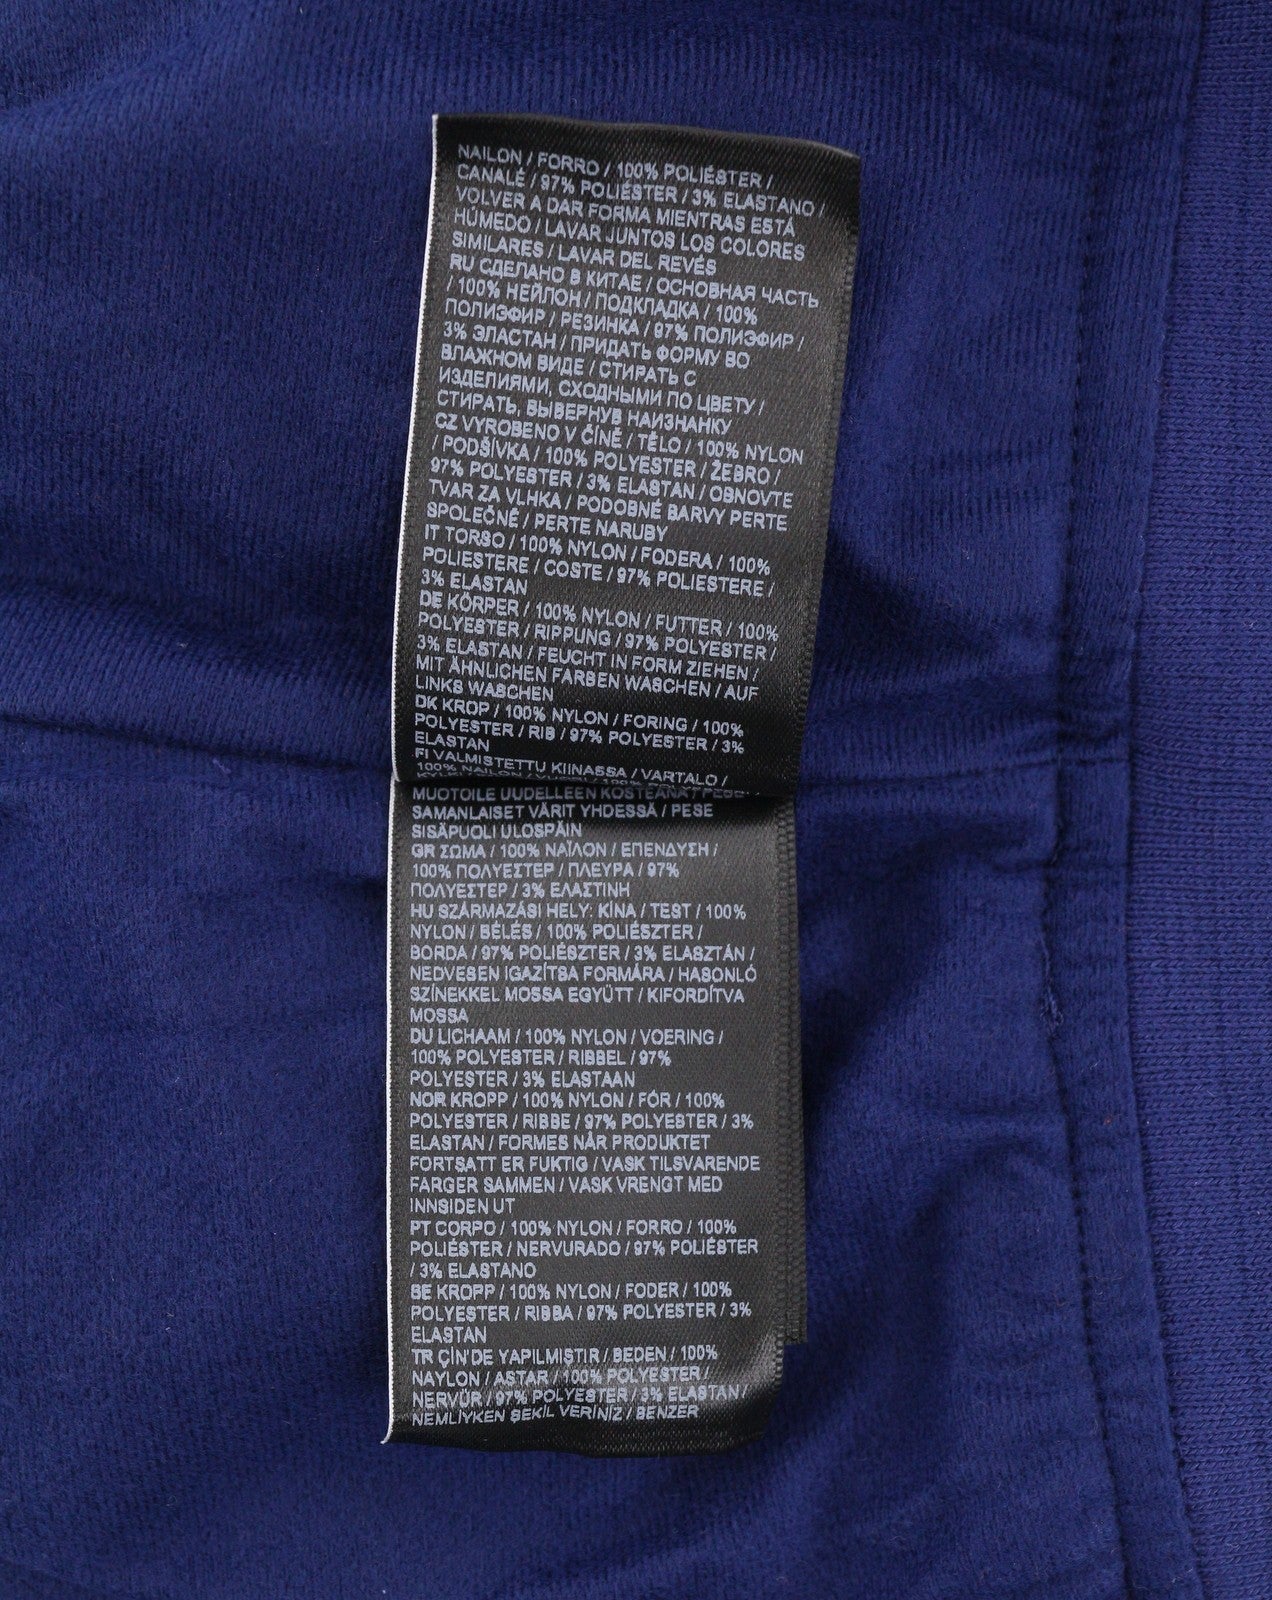 NAILON / FORRO / 100% POLIÉSTER /
CANALÉ / 97% POLIÉSTER / 3% ELASTANO /
VOLVER A DAR FORMA MIENTRAS ESTÁ
HÚMEDO / LAVAR JUNTOS LOS COLORES
SIMILARES / LAVAR DEL REVÉS
RU СДЕЛАНО В КИТАЕ / ОСНОВНАЯ ЧАСТЬ
/ 100% НЕЙЛОН / ПОДКЛАДКА / 100%
ПОЛИЭФИР / РЕЗИНКА / 97% ПОЛИЭФИР /
3% ЭЛАСТАН / ПРИДАТЬ ФОРМУ ВО
ВЛАЖНОМ ВИДЕ / СТИРАТЬ С
ИЗДЕЛИЯМИ, СХОДНЫМИ ПО ЦВЕТУ /
СТИРАТЬ, ВЫВЕРНУВ НАИЗНАНКУ
CZ VYROBENO V ČÍNĚ / TĚLO / 100% NYLON
/ PODŠÍVKA / 100% POLYESTER / ŽEBRO /
97% POLYESTER / 3% ELASTAN / OBNOVTE
TVAR ZA VLHKA / PODOBNÉ BARVY PERTE
SPOLEČNĚ / PERTE NARUBY
IT TORSO / 100% NYLON / FODERA / 100%
POLIESTERE / COSTE / 97% POLIESTERE /
3% ELASTAN
DE KÖRPER / 100% NYLON / FUTTER / 100%
POLYESTER / RIPPUNG / 97% POLYESTER /
3% ELASTAN / FEUCHT IN FORM ZIEHEN /
MIT ÄHNLICHEN FARBEN WASCHEN / AUF
LINKS WASCHEN
DK KROP / 100% NYLON / FORING / 100%
POLYESTER / RIB / 97% POLYESTER / 3%
ELASTAN
FI VALMISTETTU KIINASSA / VARTALO /
100% NAILON / VUORI / 100%
MUOTOILE UUDELLEEN KOSTEANA /
SAMANLAISET VÄRIT YHDESSÄ / PESE
SISÄPUOLI ULOSPÄIN
GR ΣΩΜΑ / 100% ΝΑΪΛΟΝ / ΕΠΕΝΔΥΣΗ /
100% ΠΟΛΥΕΣΤΕΡ / ΠΛΕΥΡΑ / 97%
ΠΟΛΥΕΣΤΕΡ / 3% ΕΛΑΣΤΙΝΗ
HU SZÁRMAZÁSI HELY: KÍNA / TEST / 100%
NYLON / BÉLÉS / 100% POLIÉSZTER /
BORDA / 97% POLIÉSZTER / 3% ELASZTÁN /
NEDVESEN IGAZÍTSA FORMÁRA / HASONLÓ
SZÍNEKKEL MOSSA EGYÜTT / KIFORDÍTVA
MOSSA
DU LICHAAM / 100% NYLON / VOERING /
100% POLYESTER / RIBBEL / 97%
POLYESTER / 3% ELASTAAN
NOR KROPP / 100% NYLON / FÓR / 100%
POLYESTER / RIBBE / 97% POLYESTER / 3%
ELASTAN / FORMES NÅR PRODUKTET
FORTSATT ER FUKTIG / VASK TILSVARENDE
FARGER SAMMEN / VASK VRENGT MED
INNSIDEN UT
PT CORPO / 100% NYLON / FORRO / 100%
POLIÉSTER / NERVURADO / 97% POLIÉSTER
/ 3% ELASTANO
SE KROPP / 100% NYLON / FODER / 100%
POLYESTER / RIBBA / 97% POLYESTER / 3%
ELASTAN
TR ÇİN'DE YAPILMISTIR / BEDEN / 100%
NAYLON / ASTAR / 100% POLYESTER /
NERVÜR / 97% POLYESTER / 3% ELASTAN /
NEMLİYKEN SEKİL VERİNİZ / BENZER